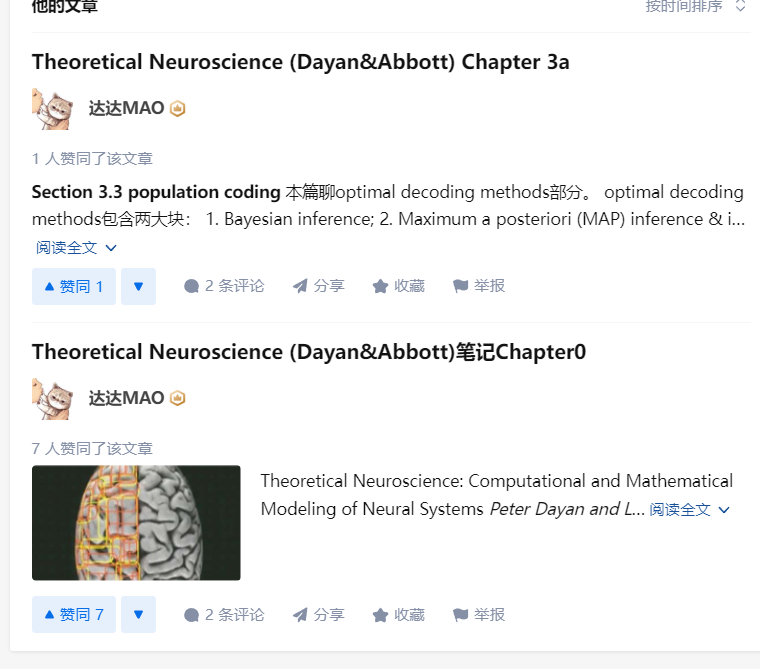 他的文章
按时间排序
Theoretical Neuroscience (Dayan&Abbott) Chapter 3a
达达MAO
1 人赞同了该文章
Section 3.3 population coding 本篇聊optimal decoding methods部分。 optimal decoding
methods包含两大块： 1. Bayesian inference; 2. Maximum a posteriori (MAP) inference & i...
阅读全文
赞同 1
2 条评论
分享
收藏
举报
Theoretical Neuroscience (Dayan&Abbott)笔记Chapter0
达达MAO
7 人赞同了该文章
Theoretical Neuroscience: Computational and Mathematical
Modeling of Neural Systems Peter Dayan and L... 阅读全文
赞同 7
2 条评论
分享
收藏
举报